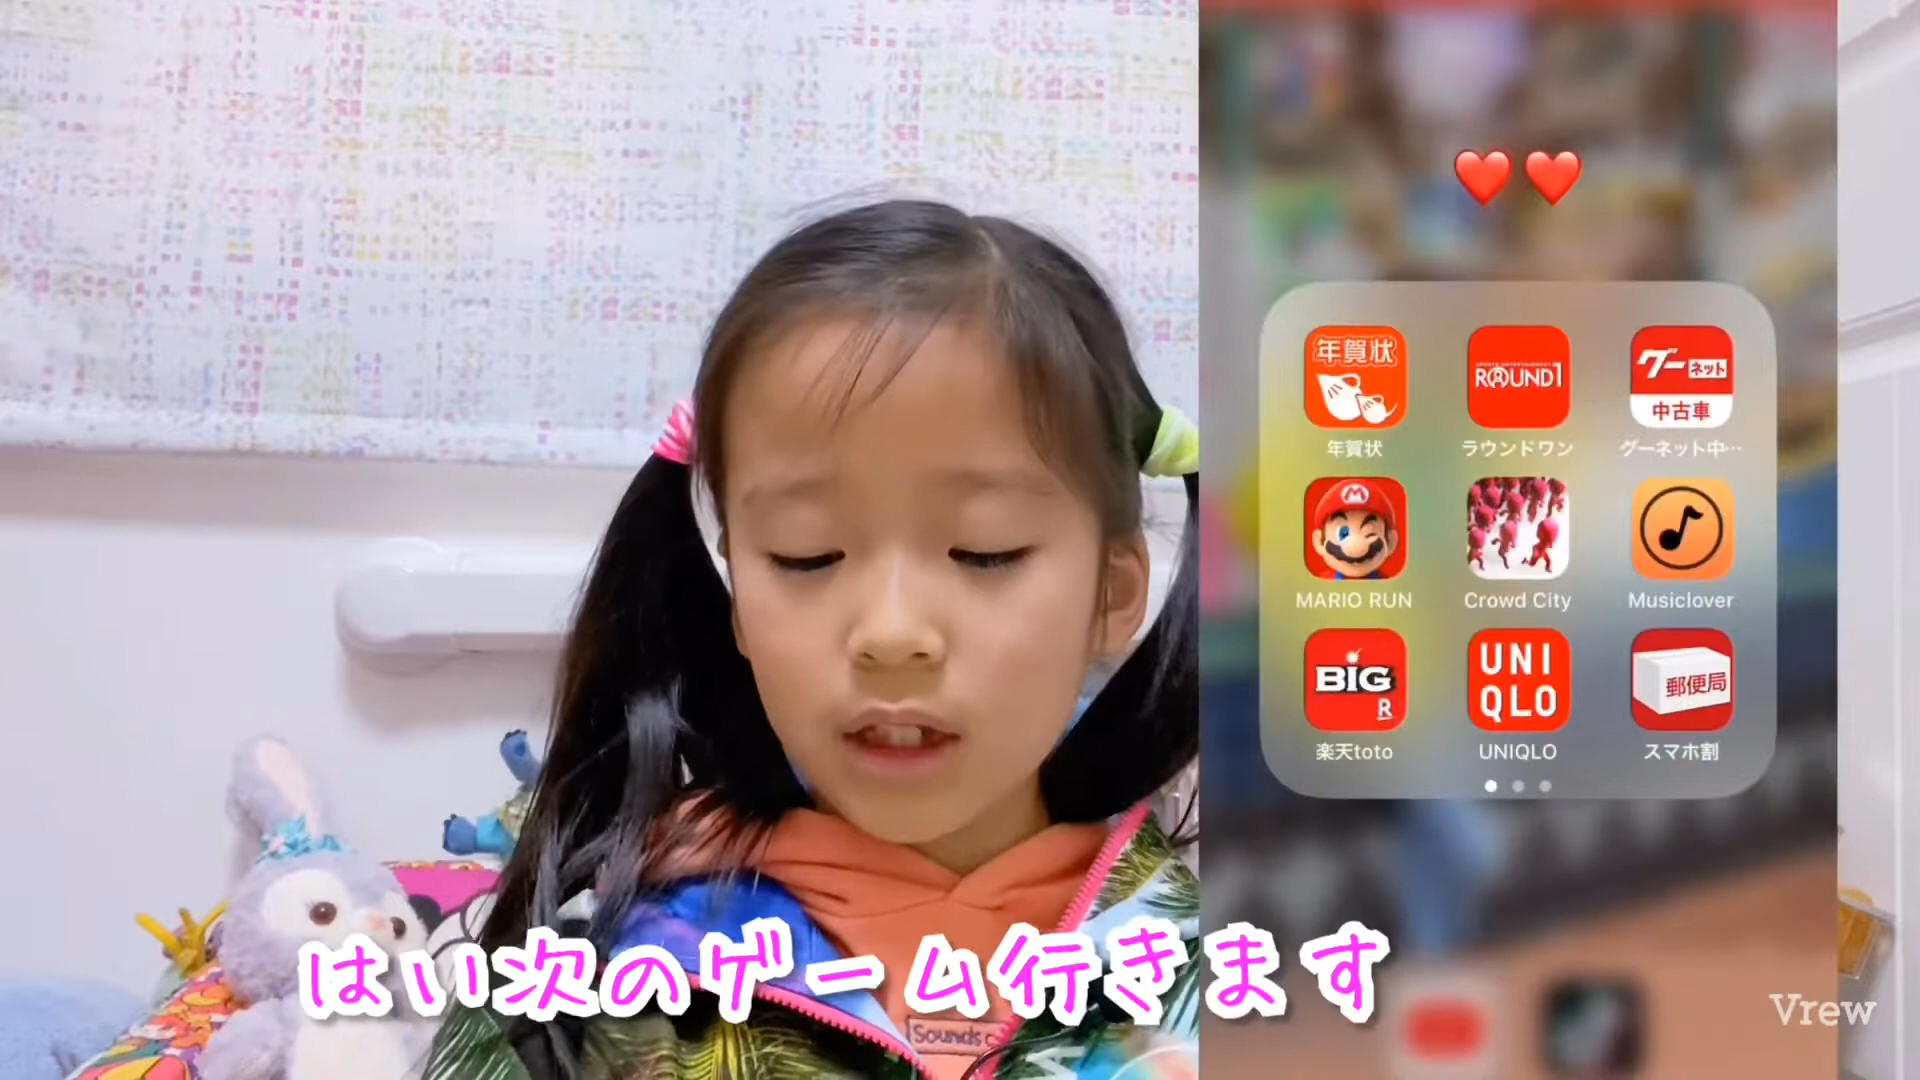 ❤️❤️
年賀状
SPORTS ENTERTAINMENT
ROUND1
グーネット
中古車
年賀状
ラウンドワン
グーネット中…
M
MARIO RUN
Crowd City
Musiclover
BIG
R
UNI
QLO
郵便局
楽天toto
UNIQLO
スマホ割
はい次のゲーム行きます
Sounds
Vrew